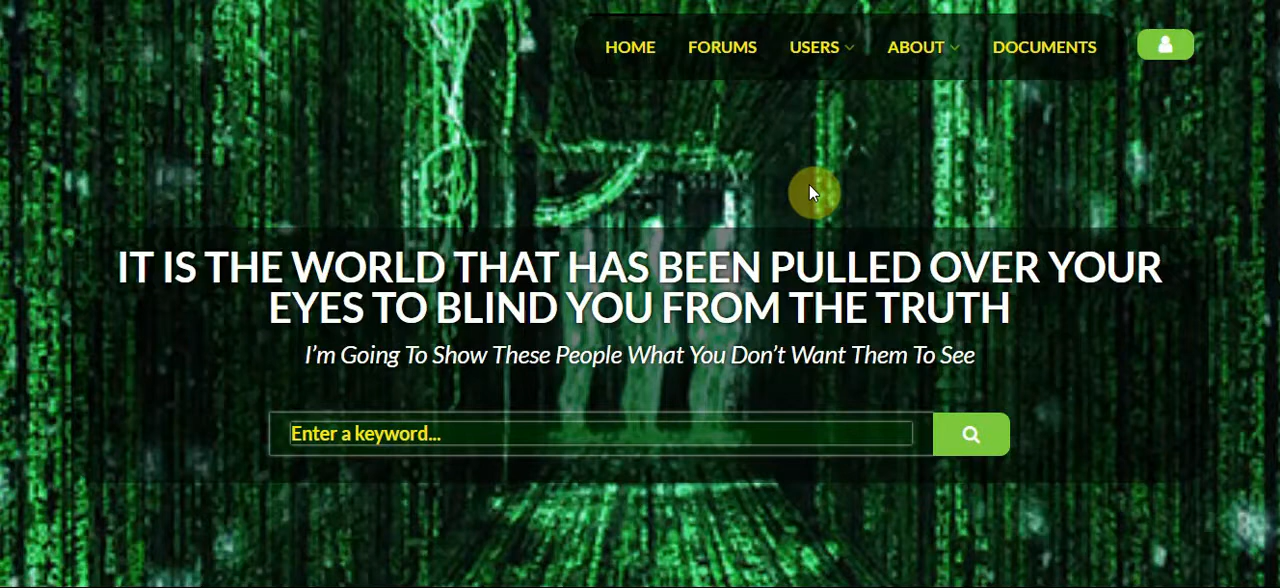 HOME FORUMS USERS ABOUT DOCUMENTS
IT IS THE WORLD THAT HAS BEEN PULLED OVER YOUR
EYES TO BLIND YOU FROM THE TRUTH
I'm Going To Show These People What You Don't Want Them To See
Enter a keyword...